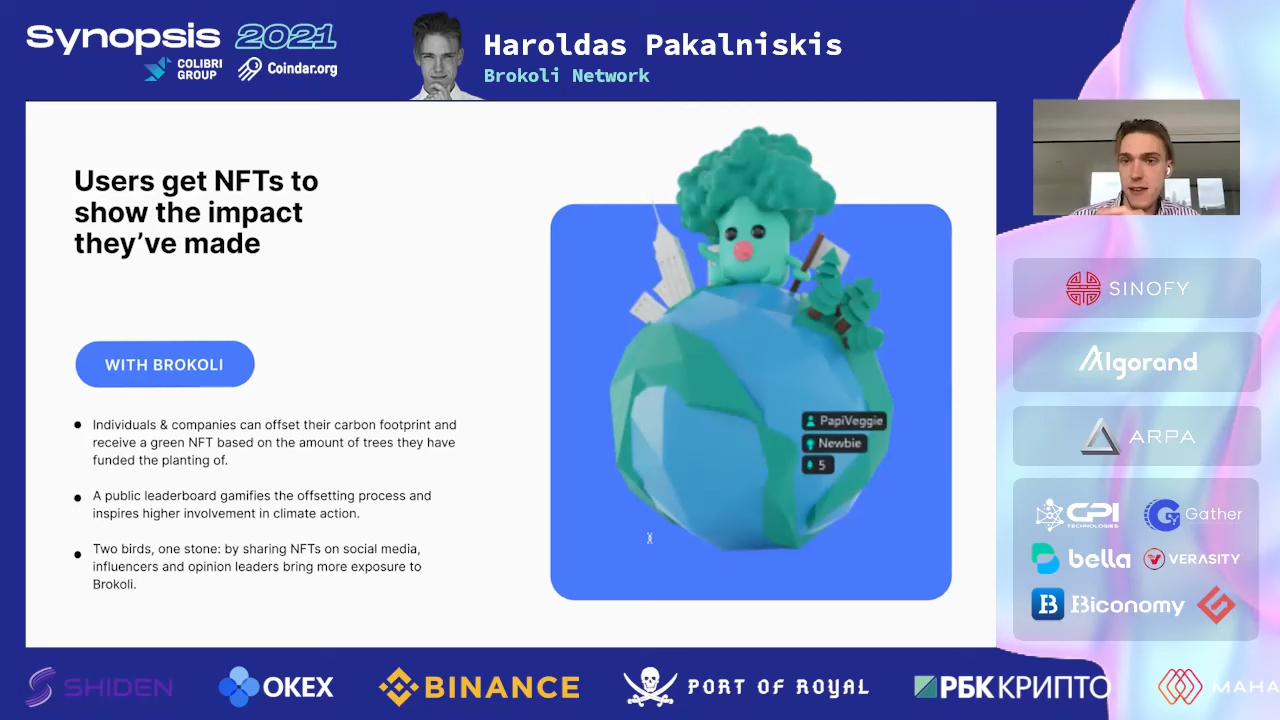 Synopsis 2021
COLIBRI
GROUP
Coindar.org
Haroldas Pakalniskis
Brokoli Network
Users get NFTs to
show the impact
they've made
WITH BROKOLI
Individuals & companies can offset their carbon footprint and
receive a green NFT based on the amount of trees they have
funded the planting of.
A public leaderboard gamifies the offsetting process and
inspires higher involvement in climate action.
Two birds, one stone: by sharing NFTs on social media,
influencers and opinion leaders bring more exposure to
Brokoli.
PapiVeggie
Newbie
5
SINOFY
Algorand
ARPA
CPI
TECHNOLOGIES
Gather
bella
VERASITY
Biconomy
SHIDEN
OKEX
BINANCE
PORT OF ROYAL
РБК КРИПТО
MAHA